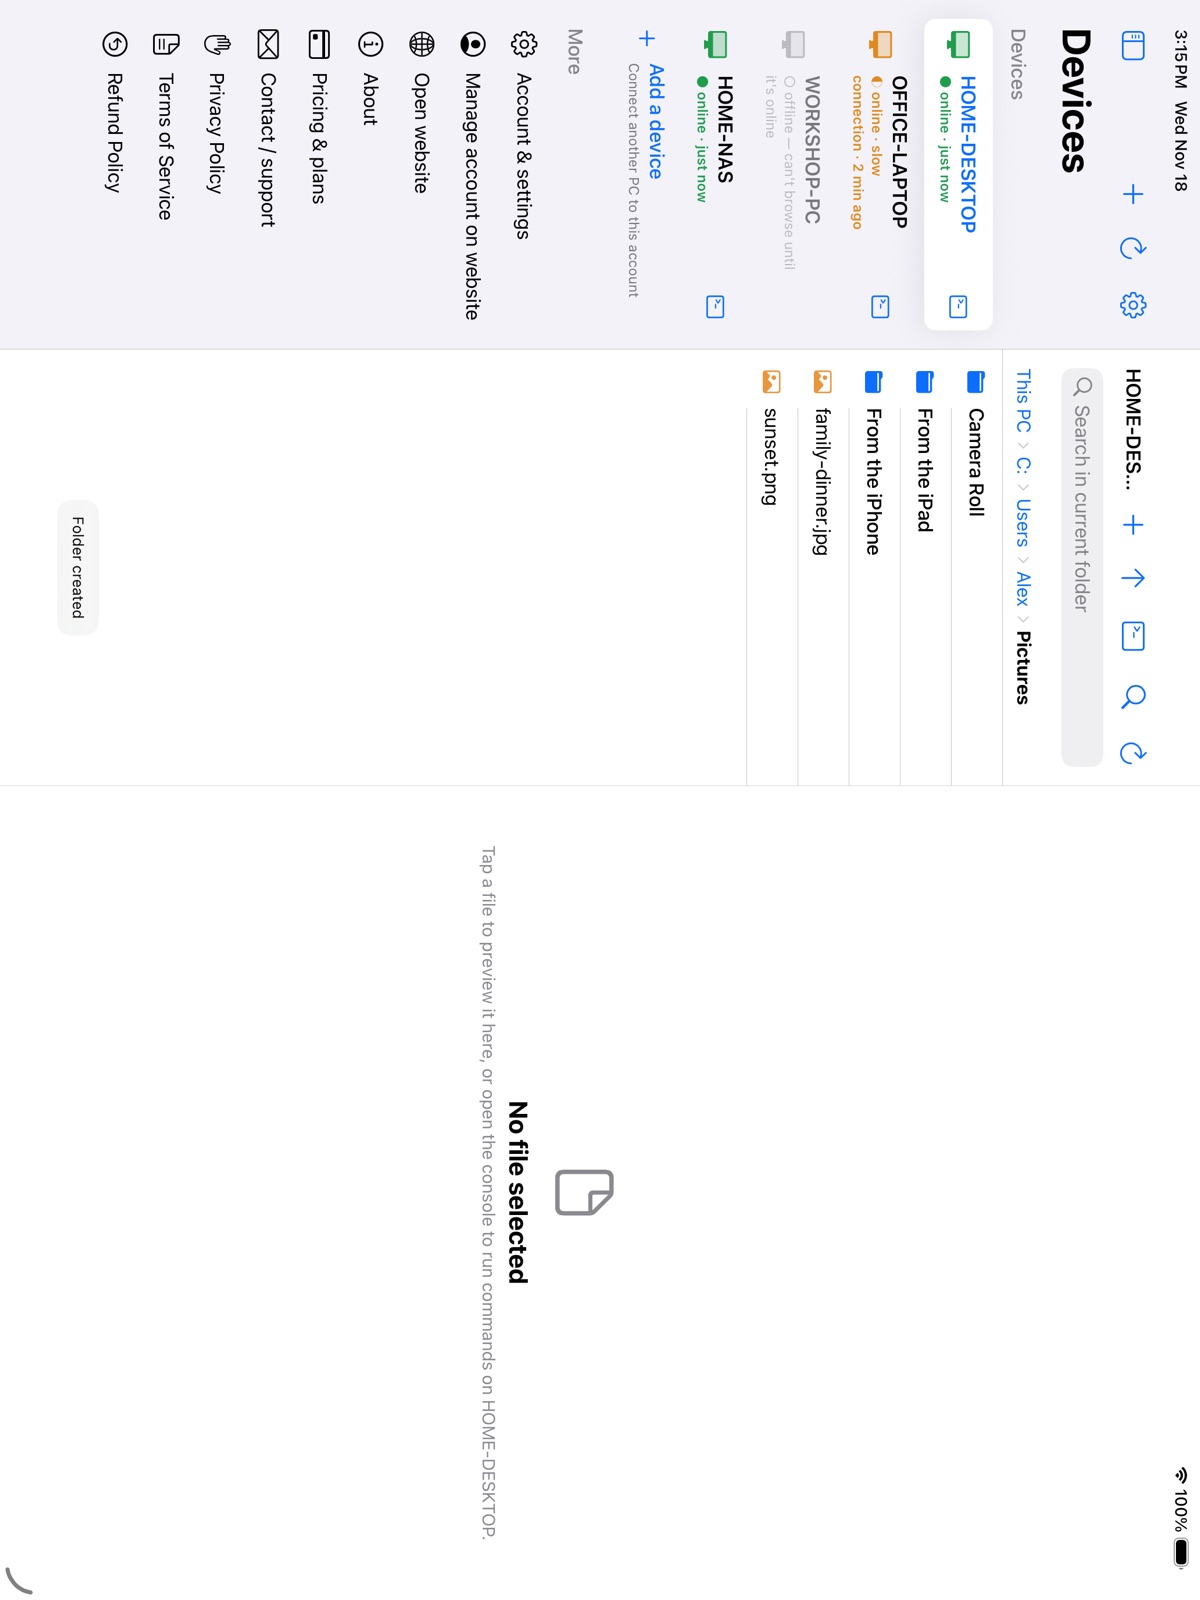 3:15 PM Wed Nov 18
100%
Devices
Devices
HOME-DESKTOP
online · just now
OFFICE-LAPTOP
online · slow
connection · 2 min ago
WORKSHOP-PC
offline — can't browse until
it's online
HOME-NAS
online · just now
Add a device
Connect another PC to this account
More
Account & settings
Manage account on website
Open website
About
Pricing & plans
Contact / support
Privacy Policy
Terms of Service
Refund Policy
HOME-DES...
Search in current folder
This PC > C: > Users > Alex > Pictures
Camera Roll
From the iPad
From the iPhone
family-dinner.jpg
sunset.png
Folder created
No file selected
Tap a file to preview it here, or open the console to run commands on HOME-DESKTOP.